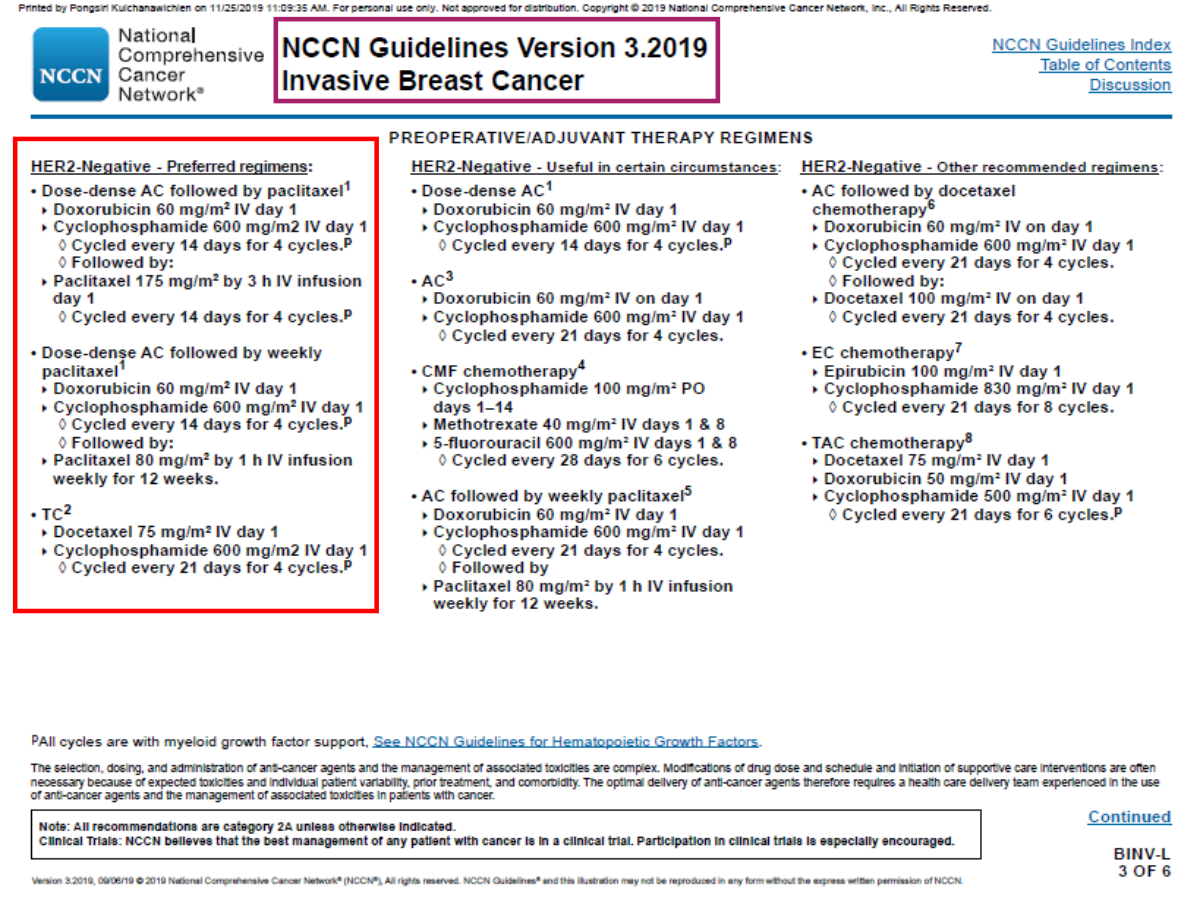 Printed by Pongsiri Kulchanawichien on 11/25/2019 11:09:35 AM. For personal use only. Not approved for distribution. Copyright © 2019 National Comprehensive Cancer Network, Inc., All Rights Reserved.
NCCN
National
Comprehensive
Cancer
Network®
NCCN Guidelines Version 3.2019
Invasive Breast Cancer
NCCN Guidelines Index
Table of Contents
Discussion
PREOPERATIVE/ADJUVANT THERAPY REGIMENS
HER2-Negative - Preferred regimens:
• Dose-dense AC followed by paclitaxel1
▸ Doxorubicin 60 mg/m² IV day 1
▸ Cyclophosphamide 600 mg/m2 IV day 1
◊ Cycled every 14 days for 4 cycles.p
◊ Followed by:
▸ Paclitaxel 175 mg/m² by 3 h IV infusion
day 1
◊ Cycled every 14 days for 4 cycles.p
• Dose-dense AC followed by weekly
paclitaxel1
▸ Doxorubicin 60 mg/m² IV day 1
▸ Cyclophosphamide 600 mg/m² IV day 1
◊ Cycled every 14 days for 4 cycles.p
◊ Followed by:
▸ Paclitaxel 80 mg/m² by 1 h IV infusion
weekly for 12 weeks.
• TC2
▸ Docetaxel 75 mg/m² IV day 1
▸ Cyclophosphamide 600 mg/m2 IV day 1
◊ Cycled every 21 days for 4 cycles.p
HER2-Negative - Useful in certain circumstances:
• Dose-dense AC1
▸ Doxorubicin 60 mg/m² IV day 1
▸ Cyclophosphamide 600 mg/m² IV day 1
◊ Cycled every 14 days for 4 cycles.p
• AC3
▸ Doxorubicin 60 mg/m² IV on day 1
▸ Cyclophosphamide 600 mg/m² IV day 1
◊ Cycled every 21 days for 4 cycles.
• CMF chemotherapy4
▸ Cyclophosphamide 100 mg/m² PO
days 1–14
▸ Methotrexate 40 mg/m² IV days 1 & 8
▸ 5-fluorouracil 600 mg/m² IV days 1 & 8
◊ Cycled every 28 days for 6 cycles.
• AC followed by weekly paclitaxel5
▸ Doxorubicin 60 mg/m² IV day 1
▸ Cyclophosphamide 600 mg/m² IV day 1
◊ Cycled every 21 days for 4 cycles.
◊ Followed by
▸ Paclitaxel 80 mg/m² by 1 h IV infusion
weekly for 12 weeks.
HER2-Negative - Other recommended regimens:
• AC followed by docetaxel
chemotherapy6
▸ Doxorubicin 60 mg/m² IV on day 1
▸ Cyclophosphamide 600 mg/m² IV day 1
◊ Cycled every 21 days for 4 cycles.
◊ Followed by:
▸ Docetaxel 100 mg/m² IV on day 1
◊ Cycled every 21 days for 4 cycles.
• EC chemotherapy7
▸ Epirubicin 100 mg/m² IV day 1
▸ Cyclophosphamide 830 mg/m² IV day 1
◊ Cycled every 21 days for 8 cycles.
• TAC chemotherapy8
▸ Docetaxel 75 mg/m² IV day 1
▸ Doxorubicin 50 mg/m² IV day 1
▸ Cyclophosphamide 500 mg/m² IV day 1
◊ Cycled every 21 days for 6 cycles.p
pAll cycles are with myeloid growth factor support, See NCCN Guidelines for Hematopoietic Growth Factors.
The selection, dosing, and administration of anti-cancer agents and the management of associated toxicities are complex. Modifications of drug dose and schedule and initiation of supportive care interventions are often
necessary because of expected toxicities and individual patient variability, prior treatment, and comorbidity. The optimal delivery of anti-cancer agents therefore requires a health care delivery team experienced in the use
of anti-cancer agents and the management of associated toxicities in patients with cancer.
Note: All recommendations are category 2A unless otherwise indicated.
Clinical Trials: NCCN believes that the best management of any patient with cancer is in a clinical trial. Participation in clinical trials is especially encouraged.
Continued
BINV-L
3 OF 6
Version 3.2019, 09/06/19 © 2019 National Comprehensive Cancer Network® (NCCN®), All rights reserved. NCCN Guidelines® and this illustration may not be reproduced in any form without the express written permission of NCCN.